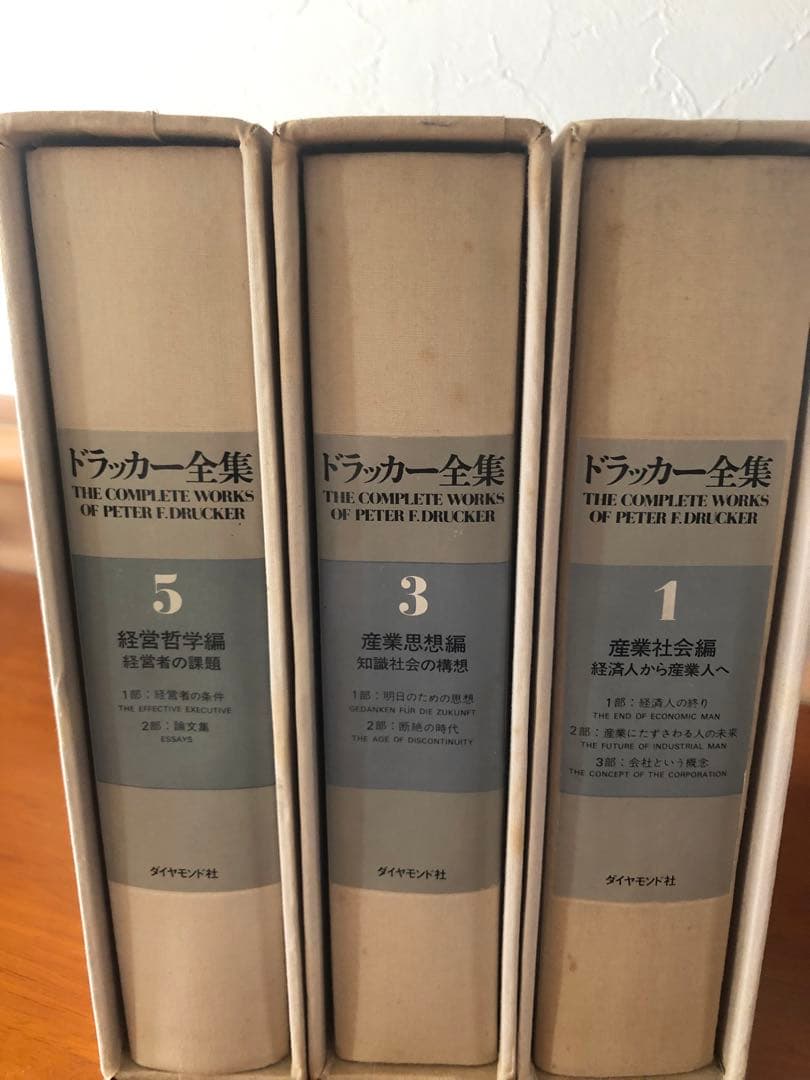 ドラッカー全集
THE COMPLETE WORKS
OF PETER F. DRUCKER
5
経営哲学編
経営者の課題
1部：経営者の条件
THE EFFECTIVE EXECUTIVE
2部：論文集
ESSAYS
ダイヤモンド社
ドラッカー全集
THE COMPLETE WORKS
OF PETER F. DRUCKER
3
産業思想編
知識社会の構想
1部：明日のための思想
GEDANKEN FÜR DIE ZUKUNFT
2部：断絶の時代
THE AGE OF DISCONTINUITY
ダイヤモンド社
ドラッカー全集
THE COMPLETE WORKS
OF PETER F. DRUCKER
1
産業社会編
経済人から産業人へ
1部：経済人の終り
THE END OF ECONOMIC MAN
2部：産業にたずさわる人の未来
THE FUTURE OF INDUSTRIAL MAN
3部：会社という概念
THE CONCEPT OF THE CORPORATION
ダイヤモンド社